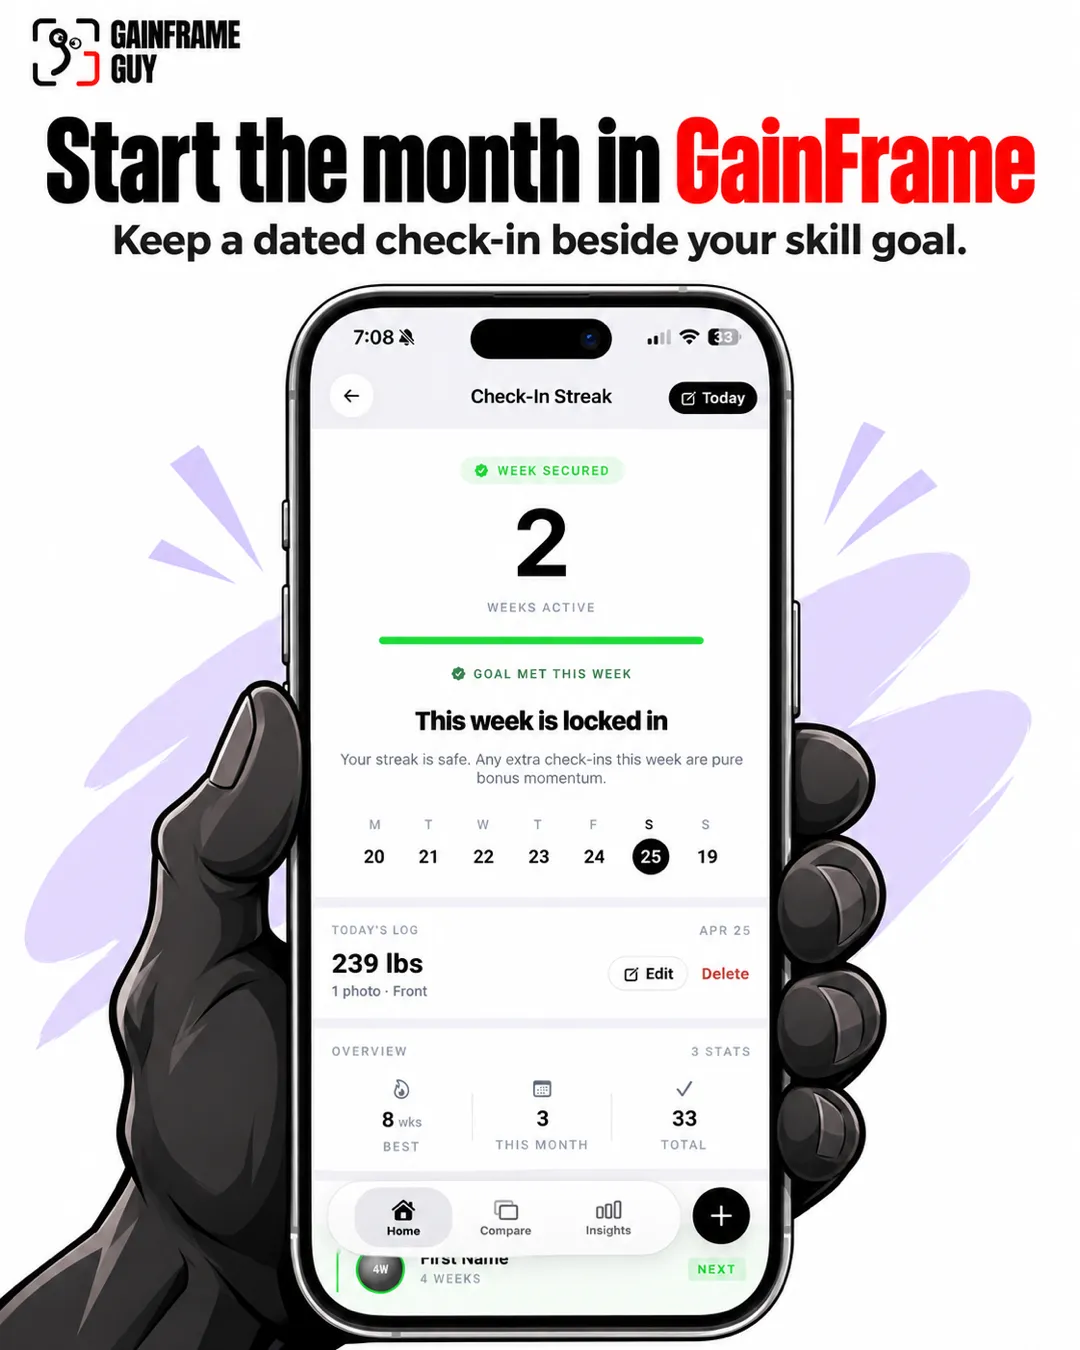 GAINFRAME
GUY
Start the month in GainFrame
Keep a dated check-in beside your skill goal.
7:08
33
Check-In Streak
Today
WEEK SECURED
2
WEEKS ACTIVE
GOAL MET THIS WEEK
This week is locked in
Your streak is safe. Any extra check-ins this week are pure
bonus momentum.
M T W T F S S
20 21 22 23 24 25 19
TODAY'S LOG
APR 25
239 lbs
1 photo · Front
Edit
Delete
OVERVIEW
3 STATS
8 wks
BEST
3
THIS MONTH
33
TOTAL
Home
Compare
Insights
4W
First Name
4 WEEKS
NEXT